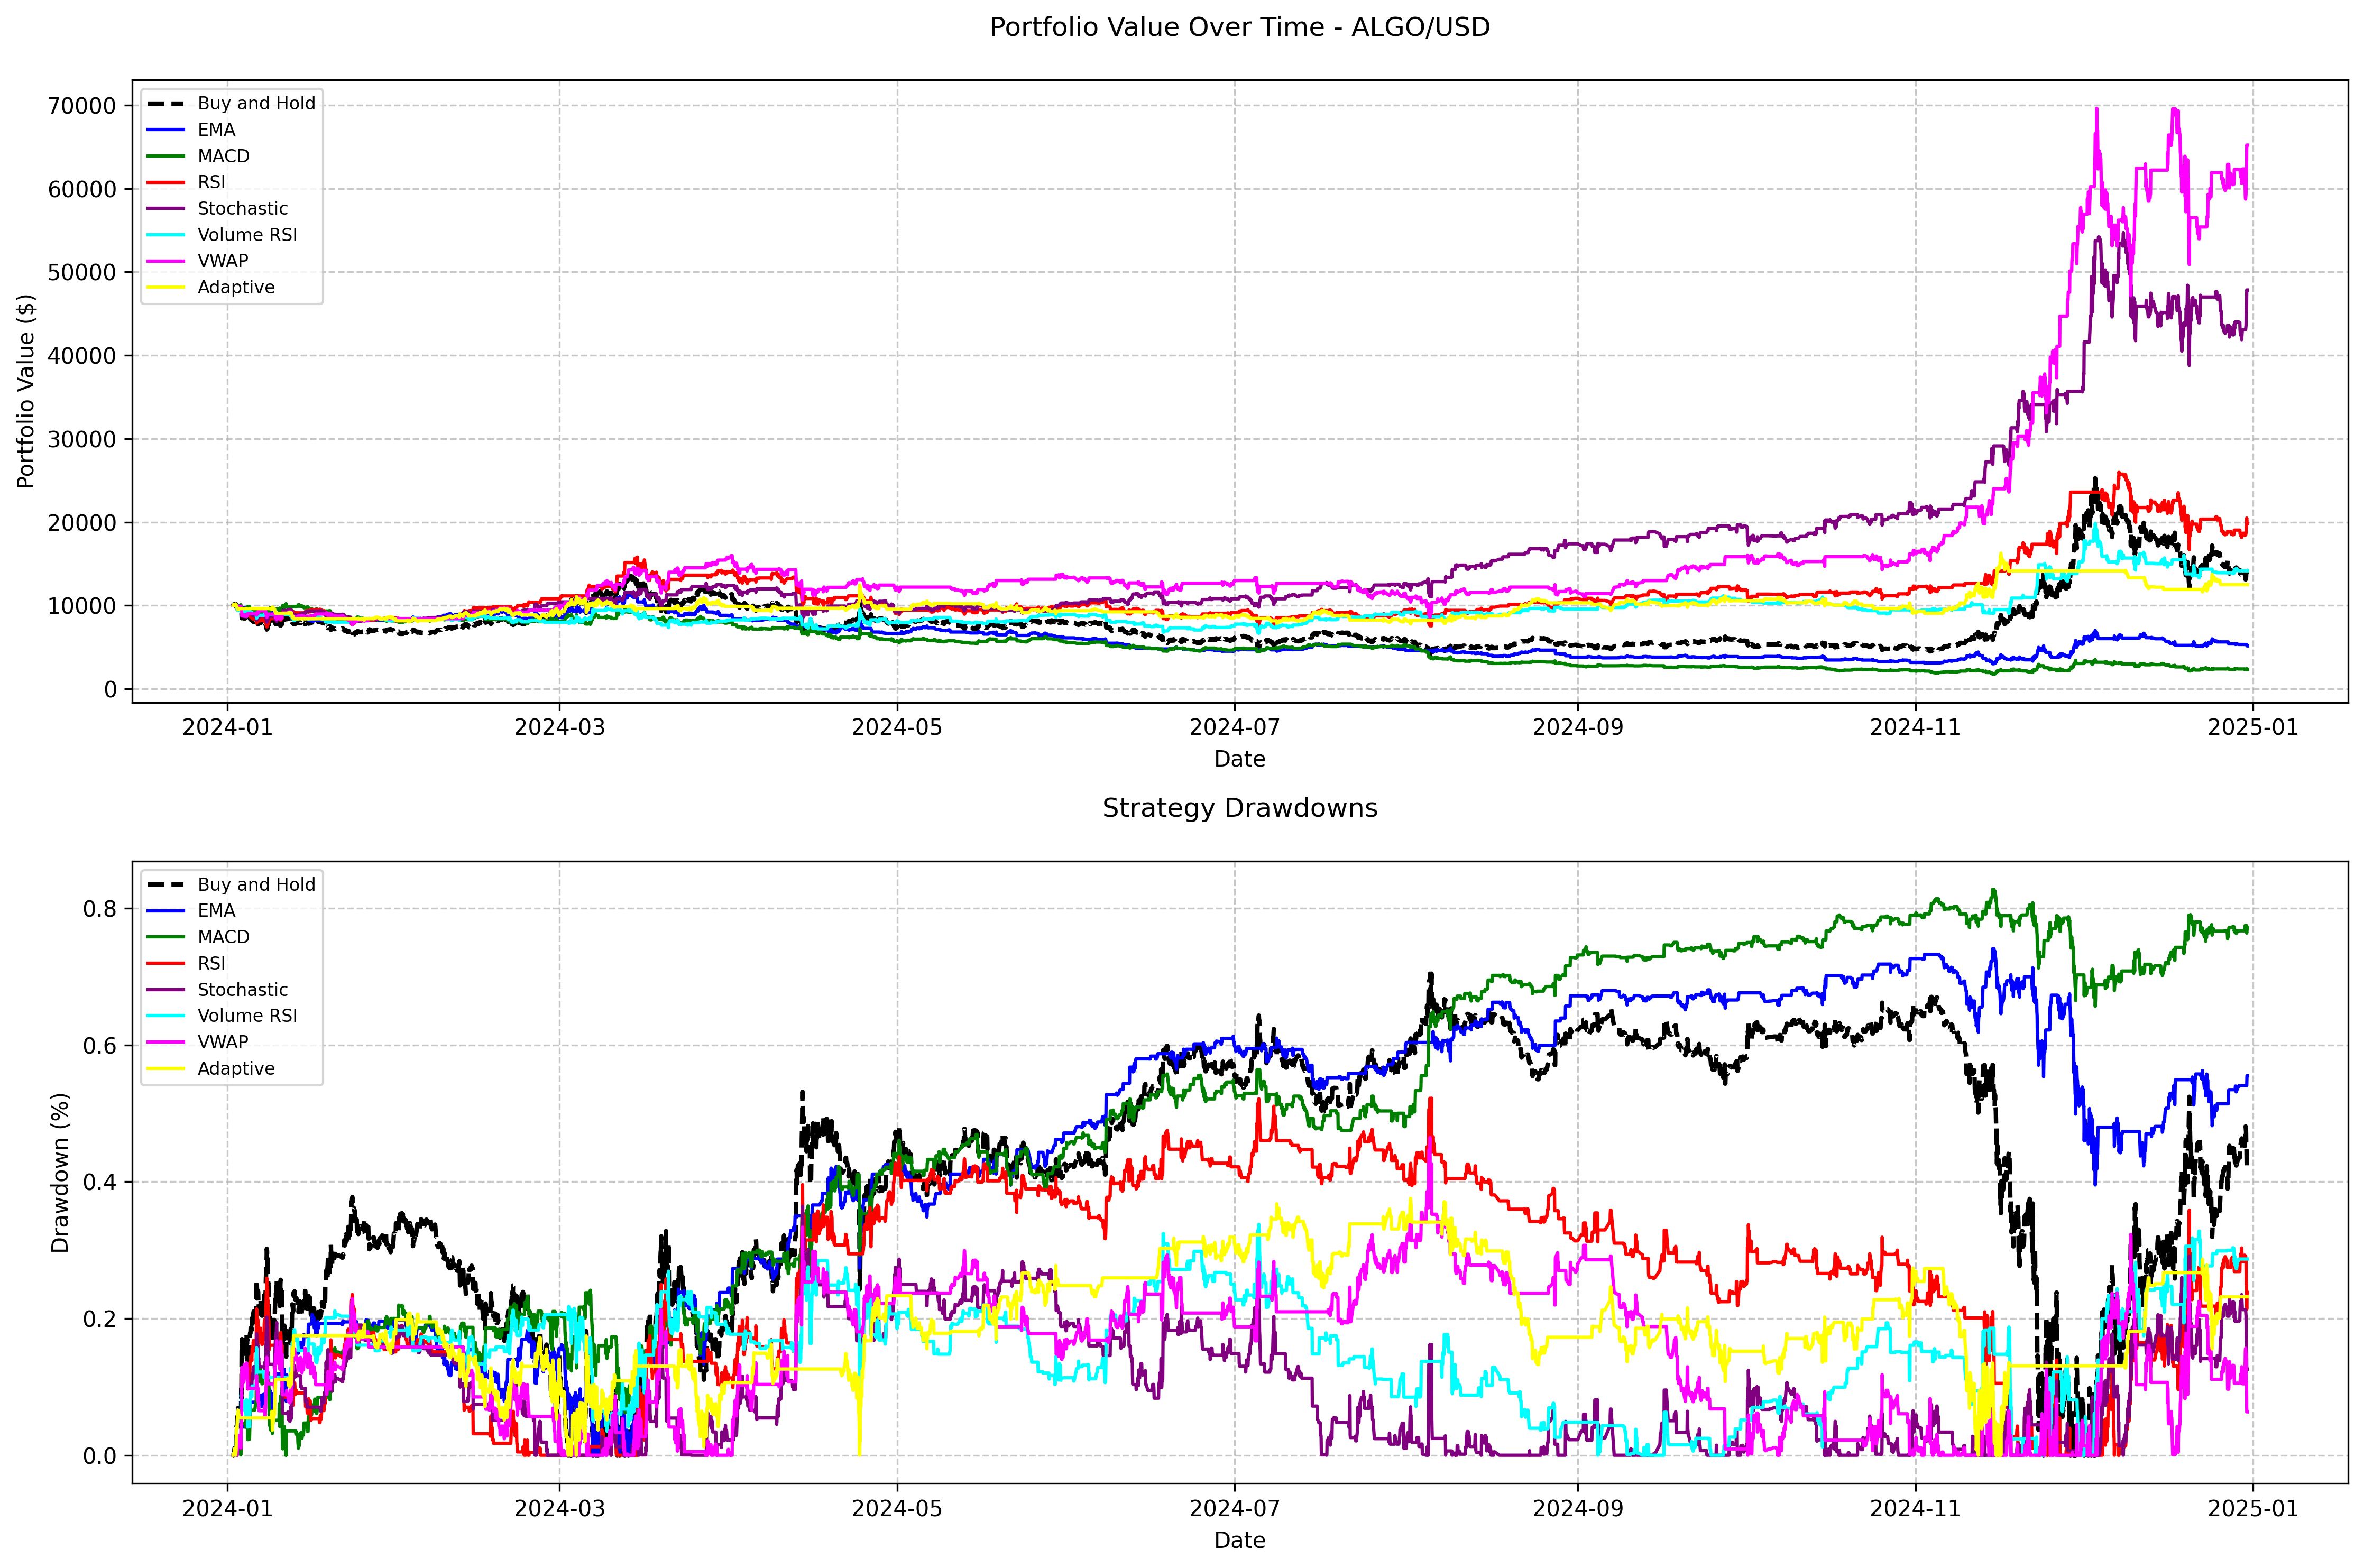 Portfolio Value Over Time - ALGO/USD
Portfolio Value ($)
70000
60000
50000
40000
30000
20000
10000
0
Buy and Hold
EMA
MACD
RSI
Stochastic
Volume RSI
VWAP
Adaptive
2024-01
2024-03
2024-05
2024-07
2024-09
2024-11
2025-01
Date
Strategy Drawdowns
Drawdown (%)
0.8
0.6
0.4
0.2
0.0
Buy and Hold
EMA
MACD
RSI
Stochastic
Volume RSI
VWAP
Adaptive
2024-01
2024-03
2024-05
2024-07
2024-09
2024-11
2025-01
Date